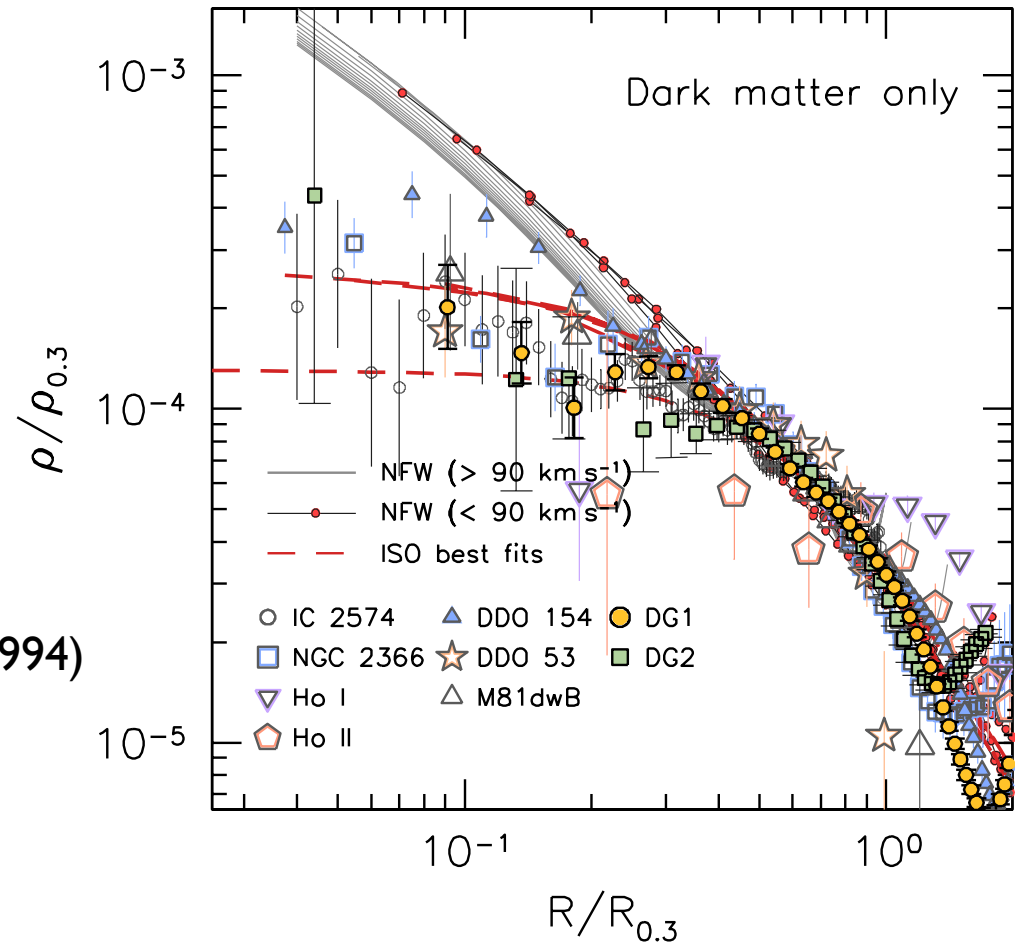 10⁻³
Dark matter only
ρ/ρ₀.₃
10⁻⁴
NFW (> 90 km s⁻¹)
NFW (< 90 km s⁻¹)
ISO best fits
IC 2574 DDO 154 DG1
994)
NGC 2366 DDO 53 DG2
Ho I M81dwB
Ho II
10⁻⁵
10⁻¹ 10⁰
R/R₀.₃